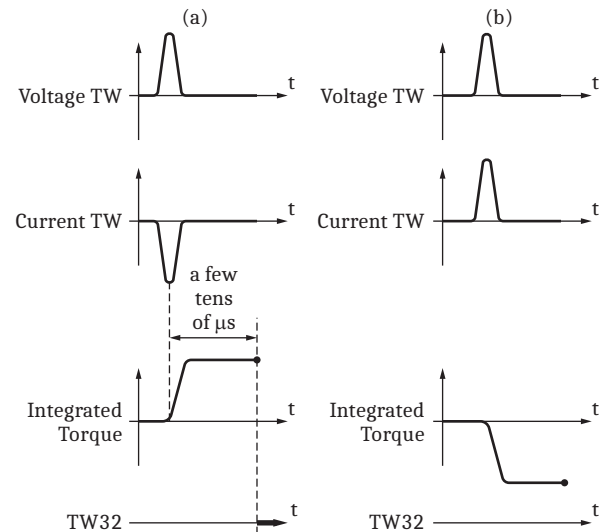 (a)
(b)
t
Voltage TW
t
Voltage TW
t
Current TW
t
Current TW
a few
tens
of μs
t
Integrated
Torque
t
Integrated
Torque
t
TW32
t
TW32